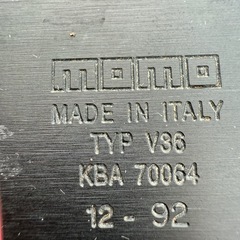 momo
MADE IN ITALY
TYP V36
KBA 70064
12-92